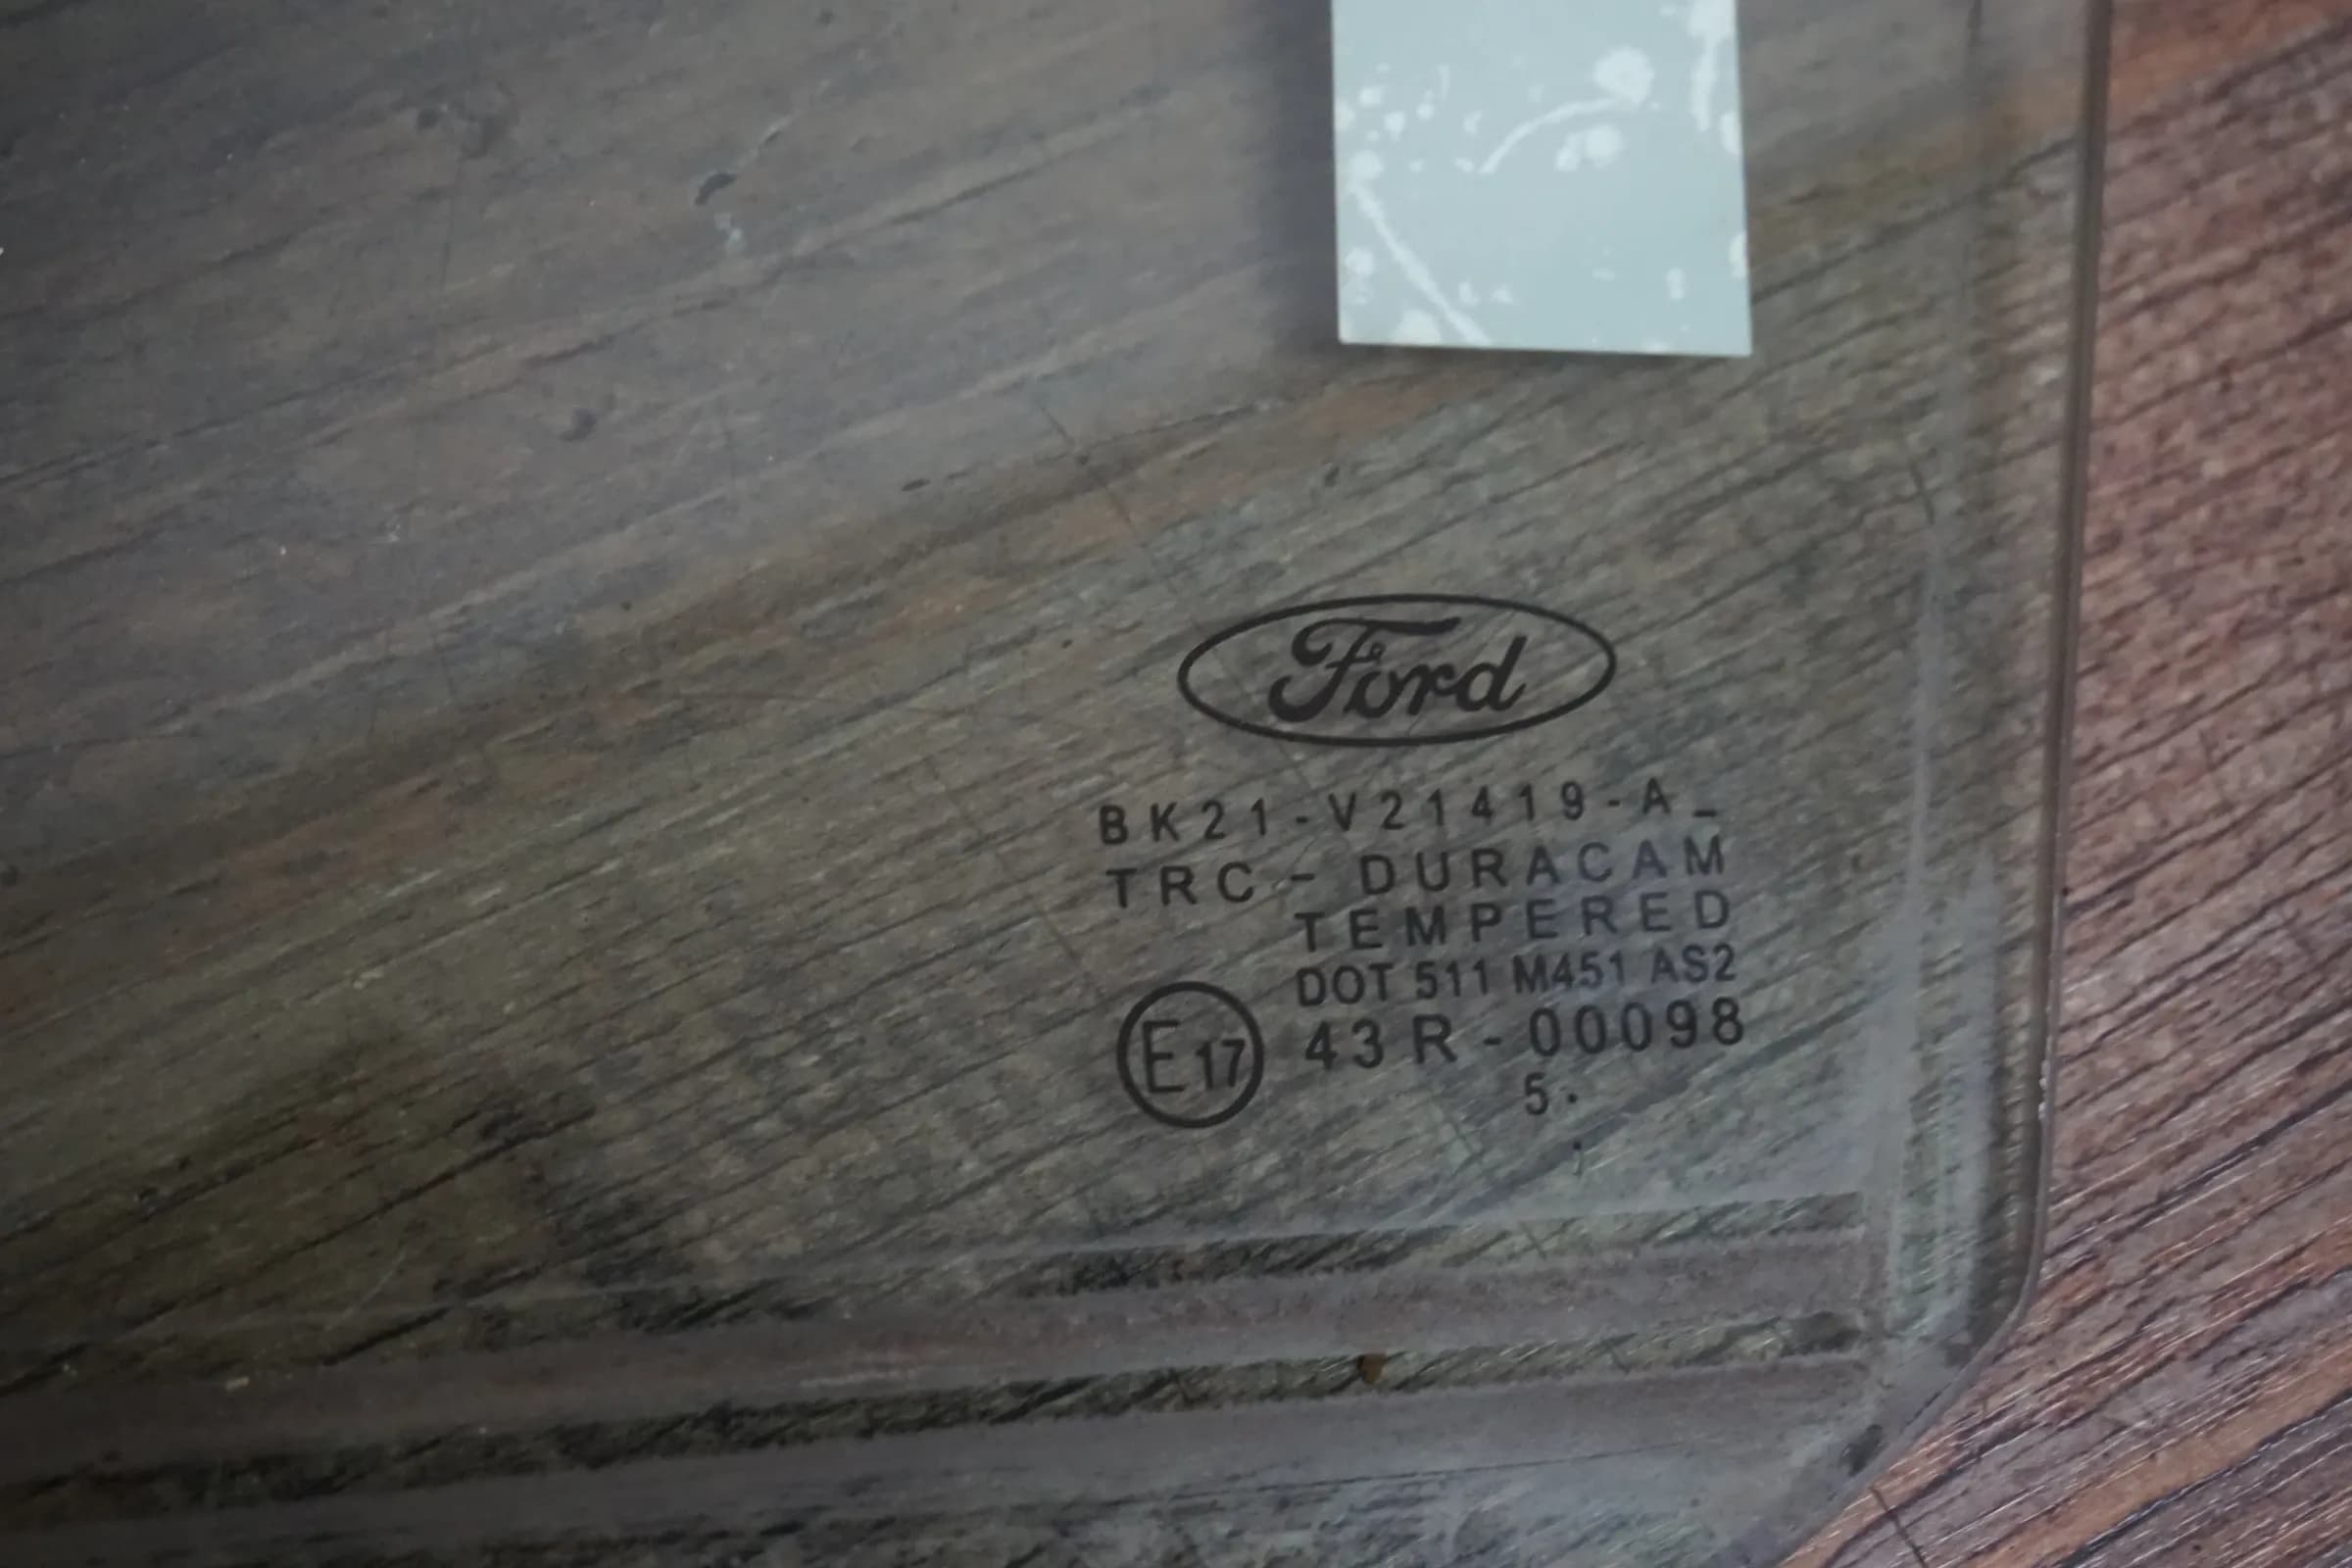 Ford
BK21-V21419-A_
TRC - DURACAM
TEMPERED
DOT 511 M451 AS2
E17 43R-00098
5.